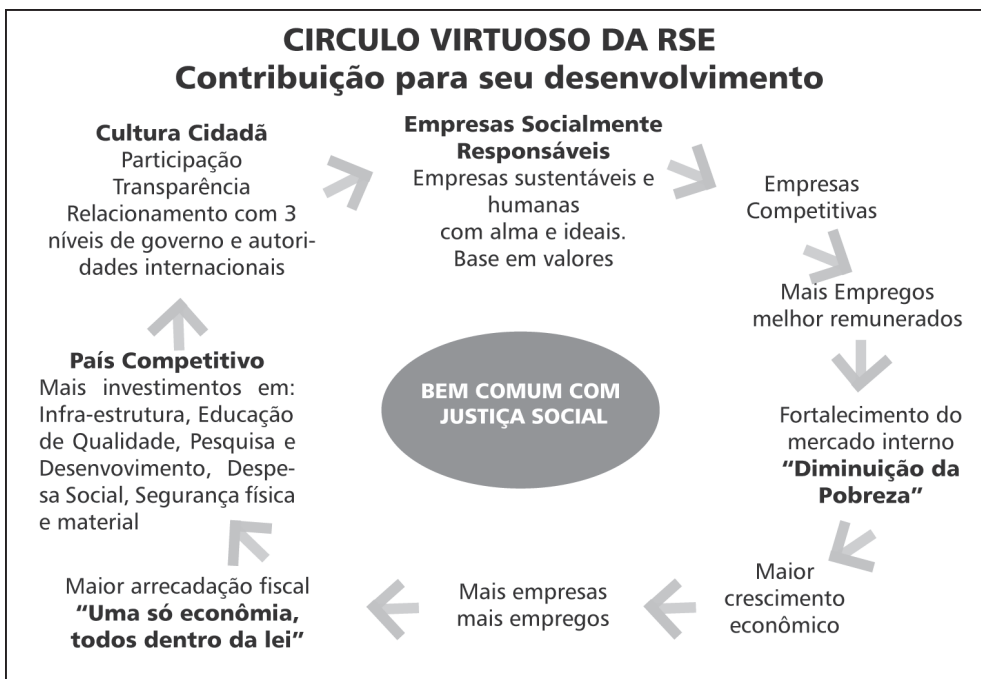 CIRCULO VIRTUOSO DA RSE
Contribuição para seu desenvolvimento
Cultura Cidadã
Participação
Transparência
Relacionamento com 3
níveis de governo e autori-
dades internacionais
Empresas Socialmente
Responsáveis
Empresas sustentáveis e
humanas
com alma e ideais.
Base em valores
Empresas
Competitivas
Mais Empregos
melhor remunerados
Fortalecimento do
mercado interno
“Diminuição da
Pobreza”
Maior
crescimento
econômico
Mais empresas
mais empregos
Maior arrecadação fiscal
“Uma só econômia,
todos dentro da lei”
País Competitivo
Mais investimentos em:
Infra-estrutura, Educação
de Qualidade, Pesquisa e
Desenvovimento, Despe-
sa Social, Segurança física
e material
BEM COMUM COM
JUSTIÇA SOCIAL